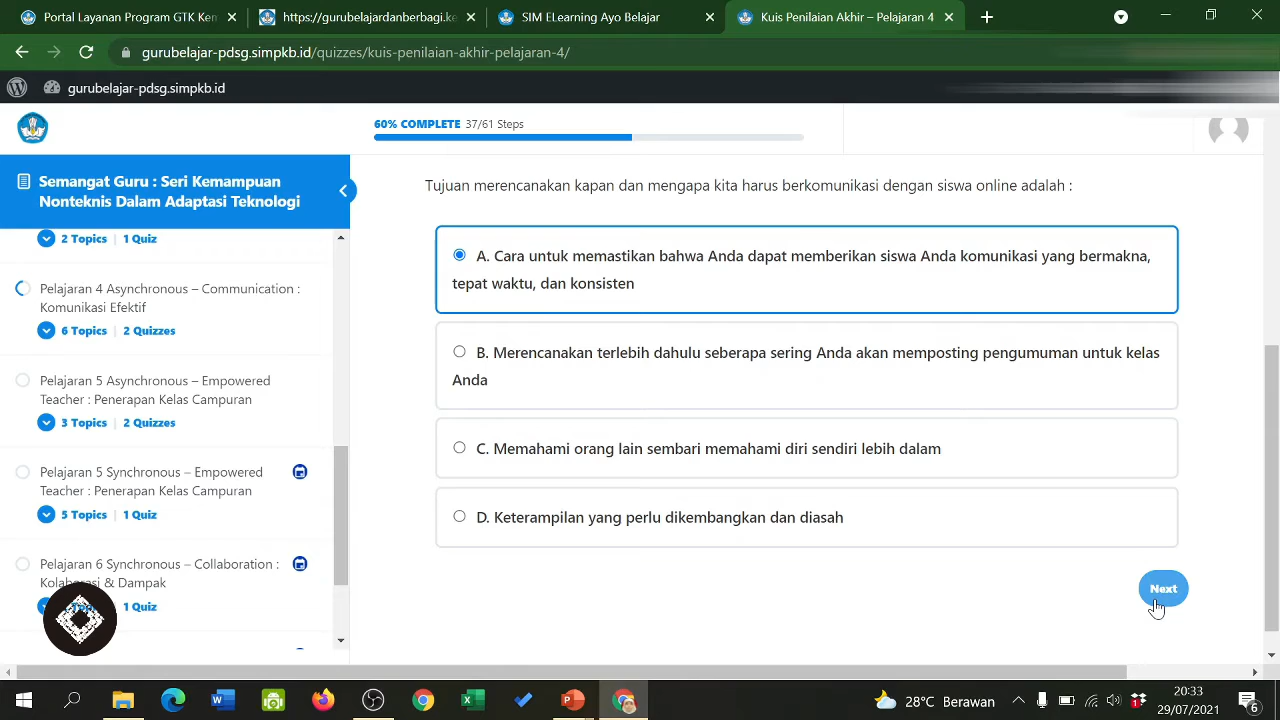 Portal Layanan Program GTK Kem
https://gurubelajardanberbagi.ke
SIM ELearning Ayo Belajar
Kuis Penilaian Akhir – Pelajaran 4
gurubelajar-pdsg.simpkb.id/quizzes/kuis-penilaian-akhir-pelajaran-4/
gurubelajar-pdsg.simpkb.id
60% COMPLETE 37/61 Steps
Semangat Guru : Seri Kemampuan
Nonteknis Dalam Adaptasi Teknologi
2 Topics | 1 Quiz
Pelajaran 4 Asynchronous – Communication :
Komunikasi Efektif
6 Topics | 2 Quizzes
Pelajaran 5 Asynchronous – Empowered
Teacher : Penerapan Kelas Campuran
3 Topics | 2 Quizzes
Pelajaran 5 Synchronous – Empowered
Teacher : Penerapan Kelas Campuran
5 Topics | 1 Quiz
Pelajaran 6 Synchronous – Collaboration :
Kolaborasi & Dampak
1 Quiz
Tujuan merencanakan kapan dan mengapa kita harus berkomunikasi dengan siswa online adalah :
A. Cara untuk memastikan bahwa Anda dapat memberikan siswa Anda komunikasi yang bermakna,
tepat waktu, dan konsisten
B. Merencanakan terlebih dahulu seberapa sering Anda akan memposting pengumuman untuk kelas
Anda
C. Memahami orang lain sembari memahami diri sendiri lebih dalam
D. Keterampilan yang perlu dikembangkan dan diasah
Next
28°C Berawan
20:33
29/07/2021
6